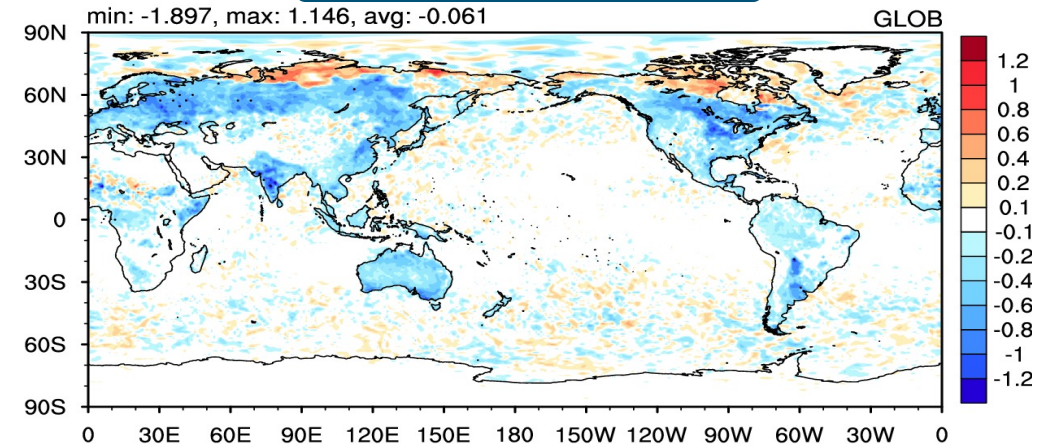 min: -1.897, max: 1.146, avg: -0.061 GLOB
90N
60N
30N
0
30S
60S
90S
0 30E 60E 90E 120E 150E 180 150W 120W 90W 60W 30W 0
1.2
1
0.8
0.6
0.4
0.2
0.1
-0.1
-0.2
-0.4
-0.6
-0.8
-1
-1.2